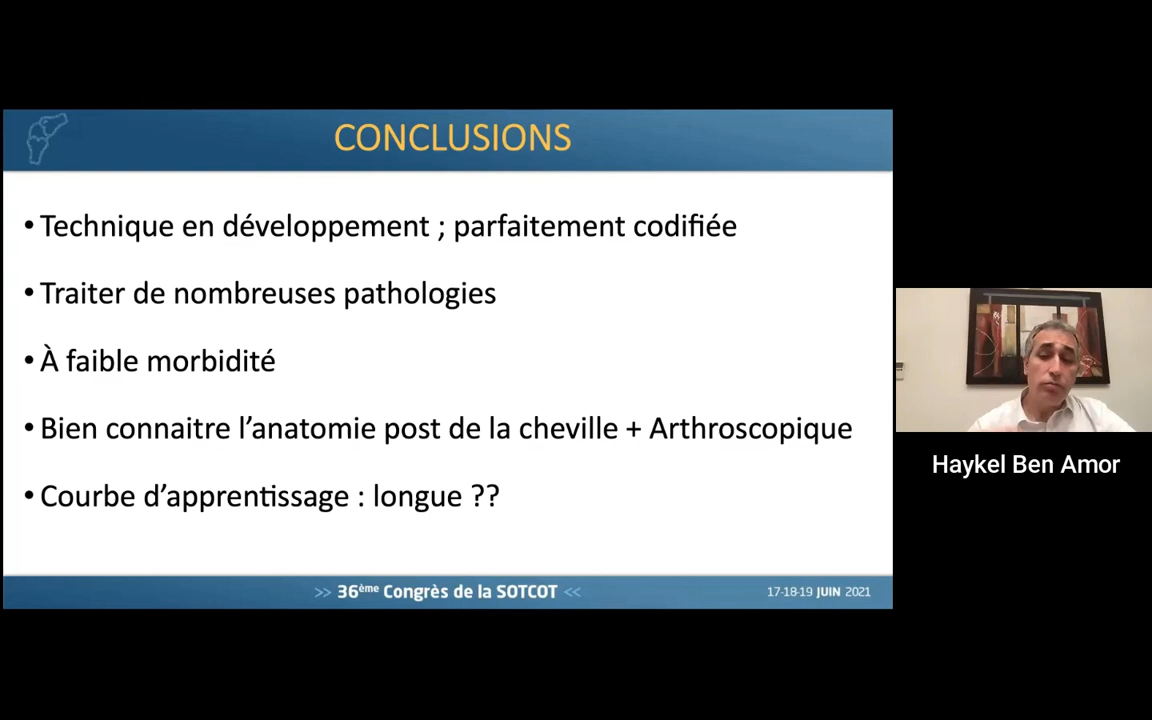 CONCLUSIONS
• Technique en développement ; parfaitement codifiée
• Traiter de nombreuses pathologies
• À faible morbidité
• Bien connaitre l’anatomie post de la cheville + Arthroscopique
• Courbe d’apprentissage : longue ??
Haykel Ben Amor
>> 36ème Congrès de la SOTCOT <<
17-18-19 JUIN 2021